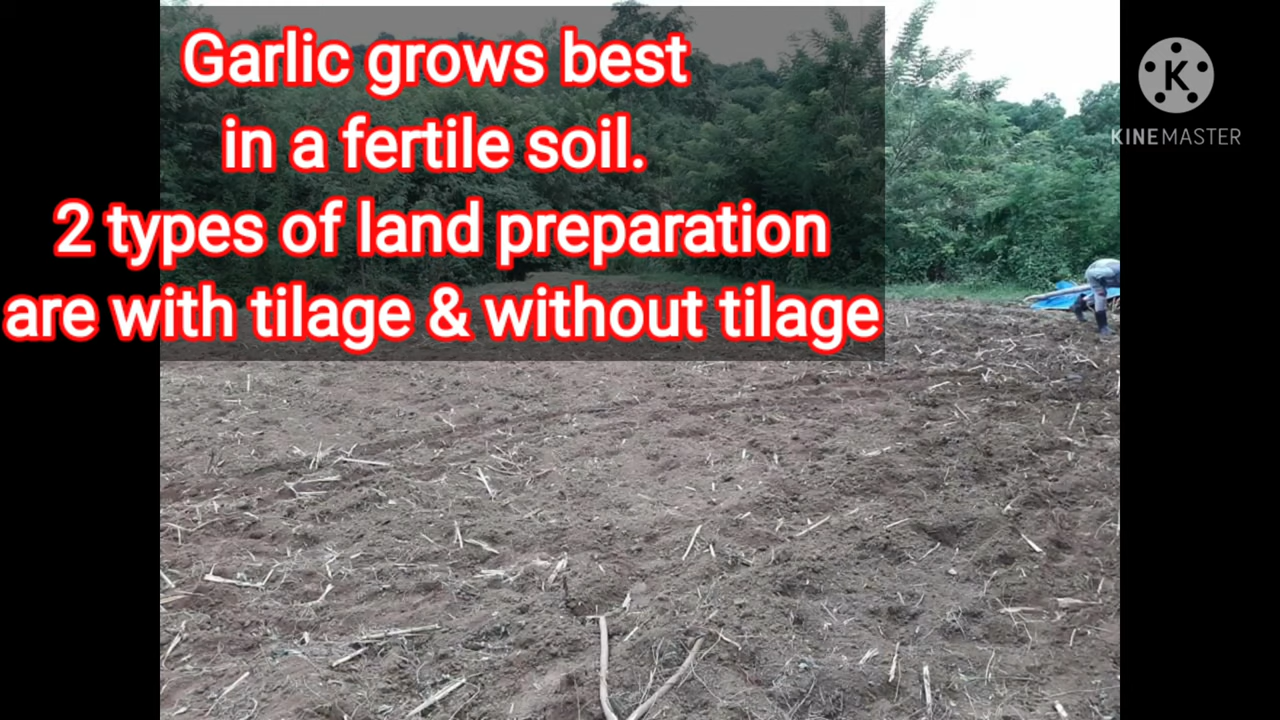 Garlic grows best
in a fertile soil.
2 types of land preparation
are with tilage & without tilage
K
KINEMASTER